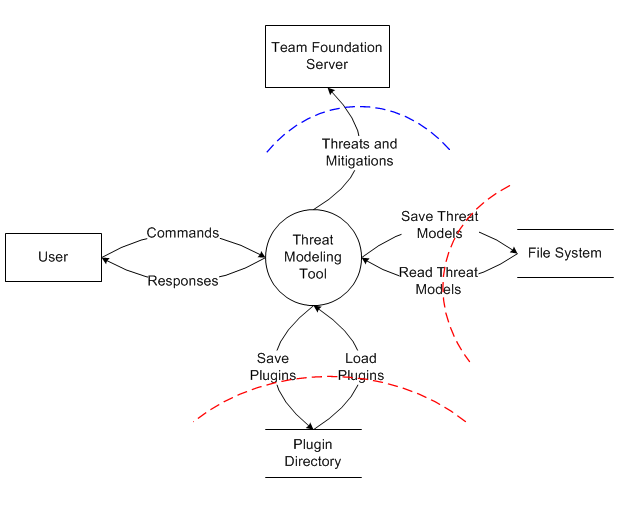 Team Foundation
Server
Threats and
Mitigations
Commands
User
Responses
Threat
Modeling
Tool
Save Threat
Models
Read Threat
Models
File System
Save
Plugins
Load
Plugins
Plugin
Directory